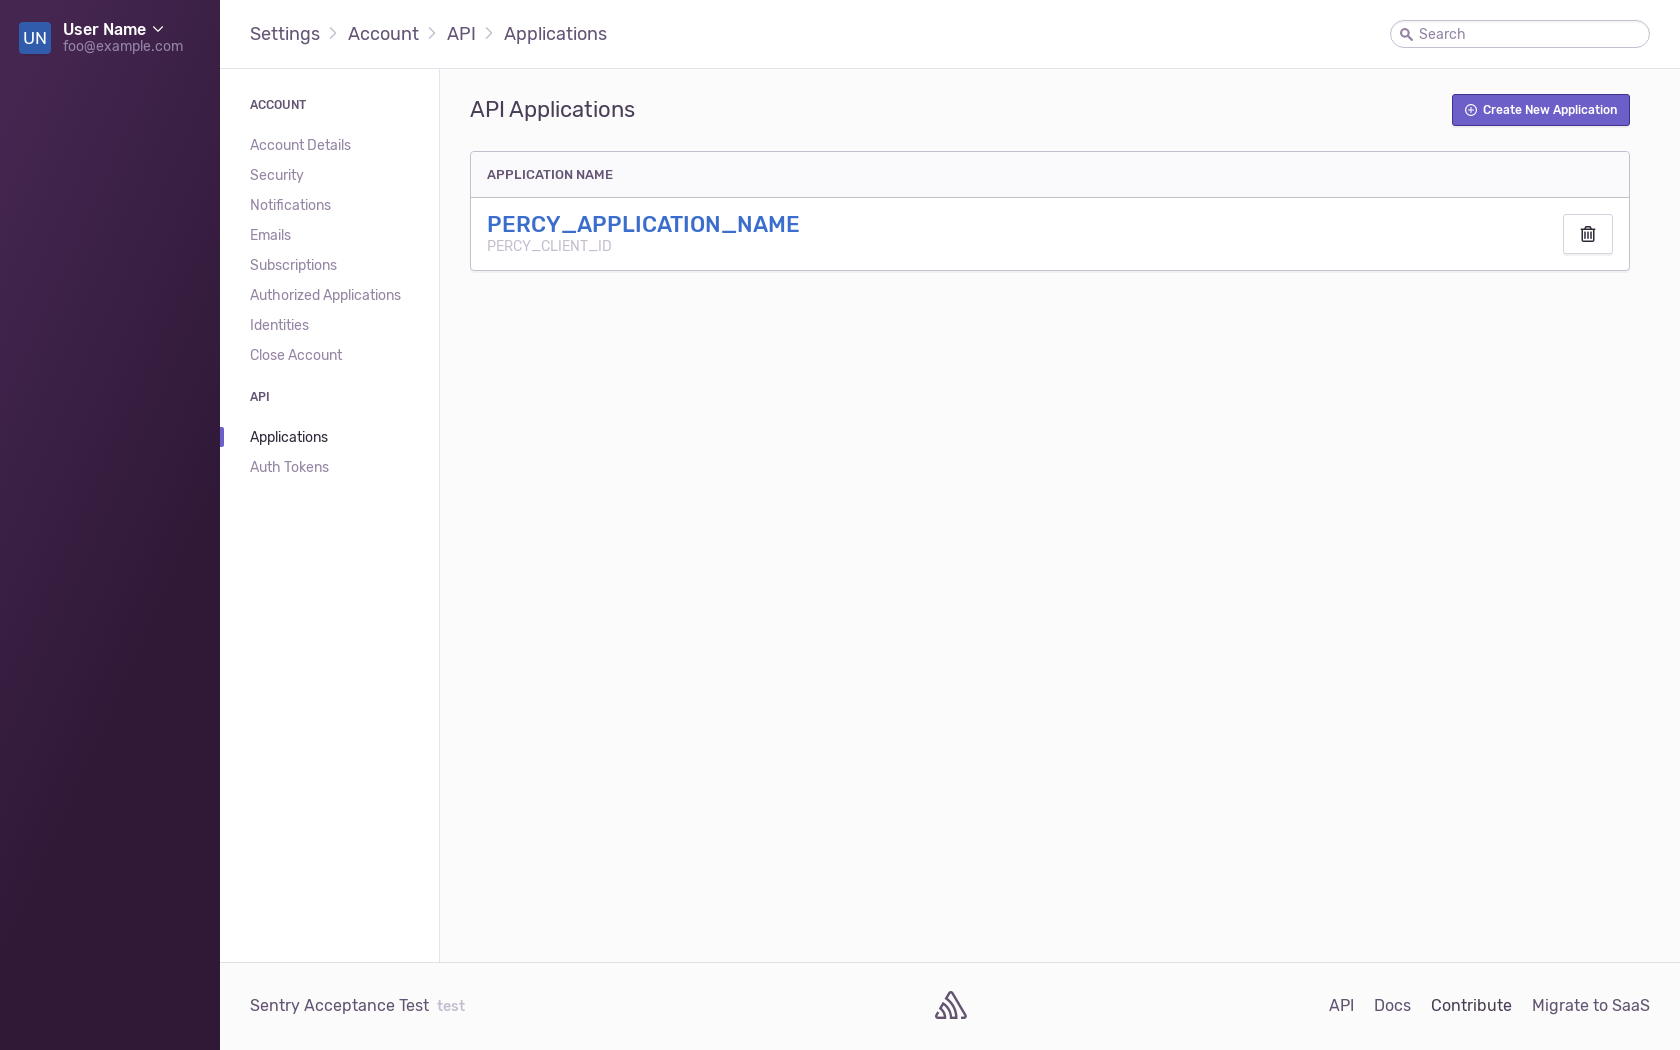 UN
User Name
foo@example.com
Settings Account API Applications
Search
ACCOUNT
Account Details
Security
Notifications
Emails
Subscriptions
Authorized Applications
Identities
Close Account
API
Applications
Auth Tokens
API Applications
Create New Application
APPLICATION NAME
PERCY_APPLICATION_NAME
PERCY_CLIENT_ID
Sentry Acceptance Test test
API Docs Contribute Migrate to SaaS